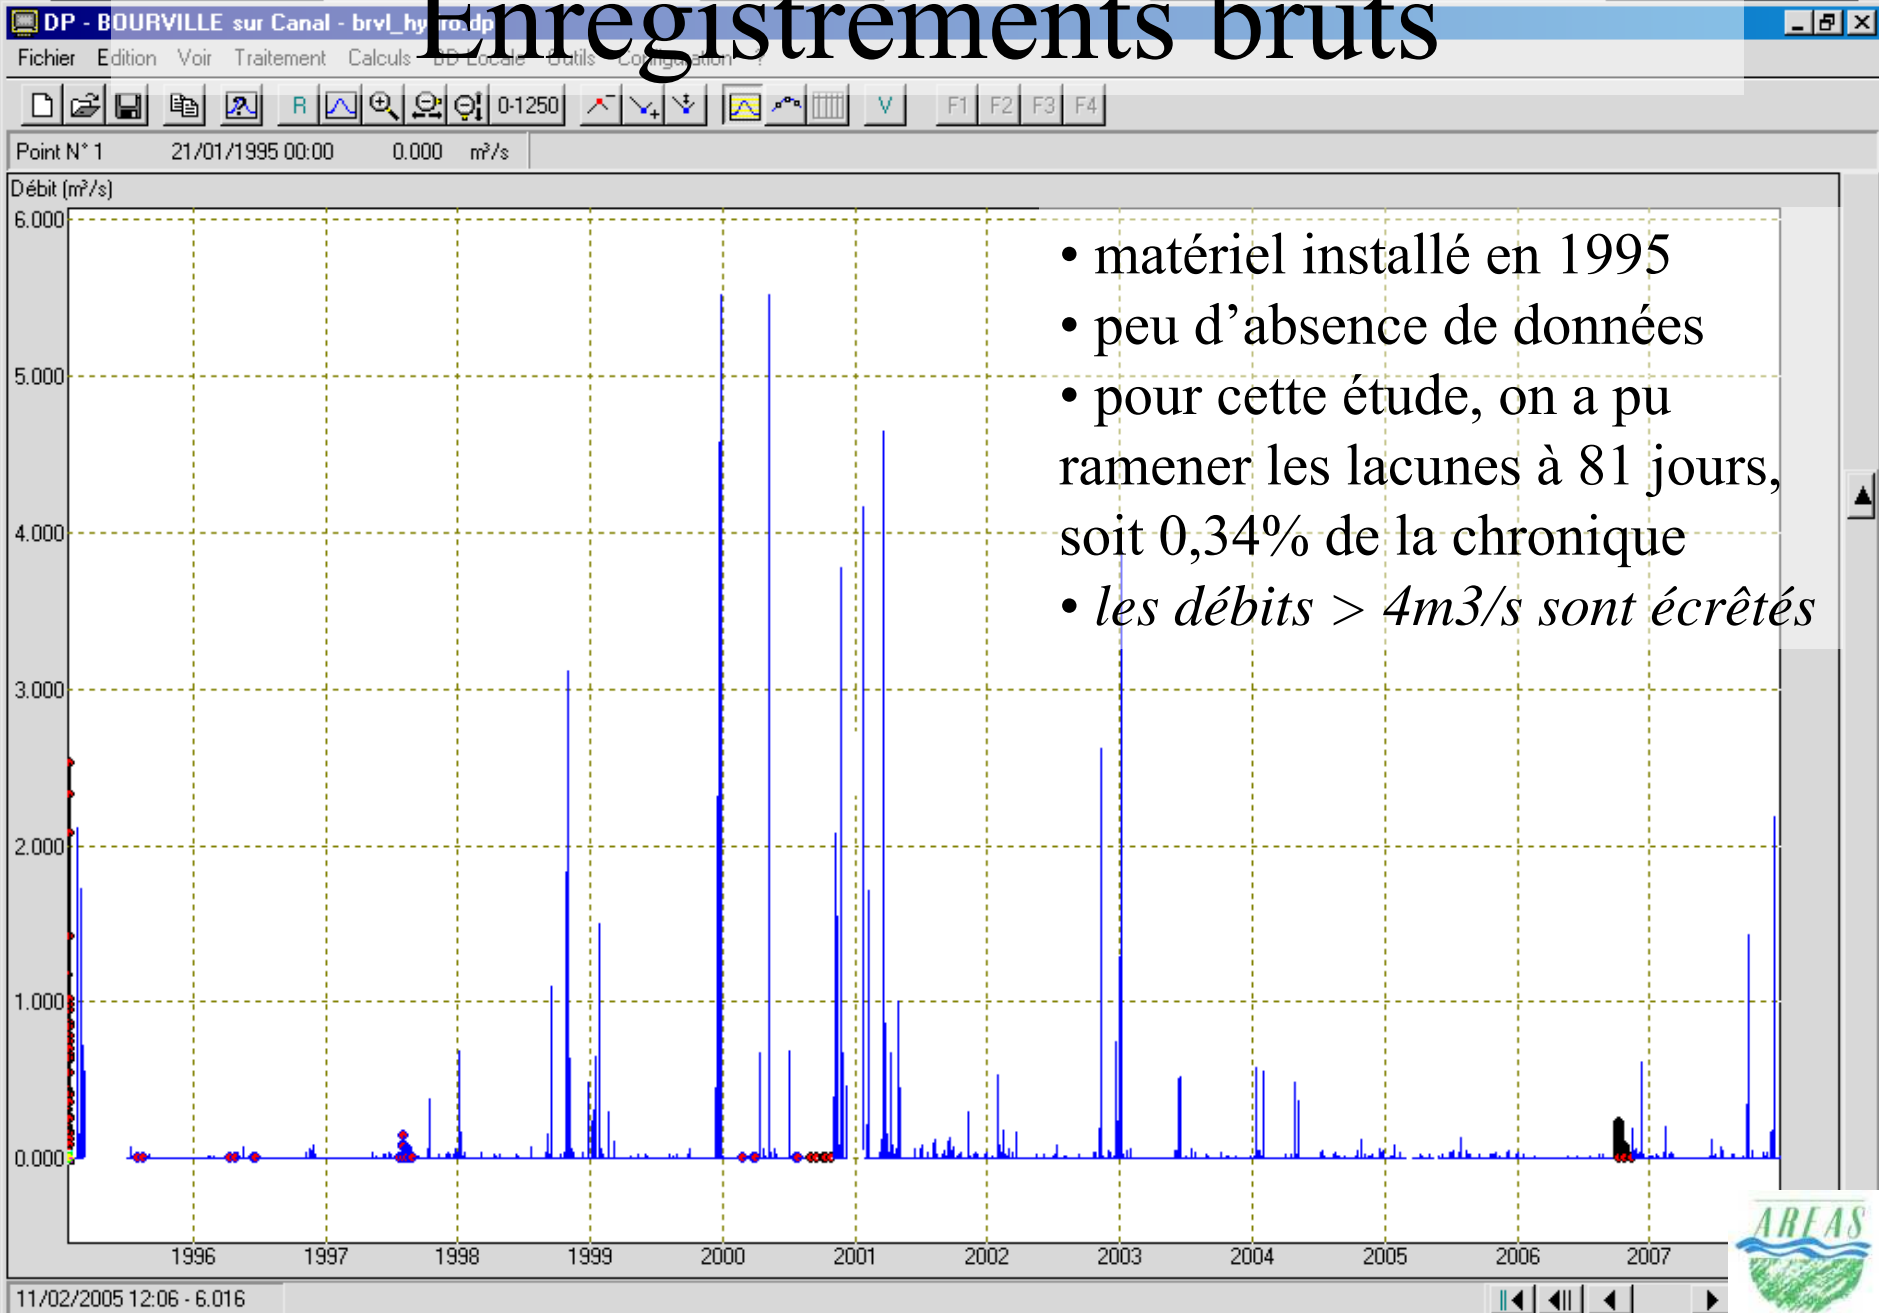 Enregistrements bruts
DP - BOURVILLE sur Canal - brvl_hydro.dp
Fichier Edition Voir Traitement Calculs BD Locale Outils Configuration ?
R 0-1250 V F1 F2 F3 F4
Point N° 1 21/01/1995 00:00 0.000 m³/s
Débit (m³/s)
6.000
5.000
4.000
3.000
2.000
1.000
0.000
• matériel installé en 1995
• peu d’absence de données
• pour cette étude, on a pu
ramener les lacunes à 81 jours,
soit 0,34% de la chronique
• les débits > 4m3/s sont écrêtés
1996 1997 1998 1999 2000 2001 2002 2003 2004 2005 2006 2007
AREAS
11/02/2005 12:06 - 6.016